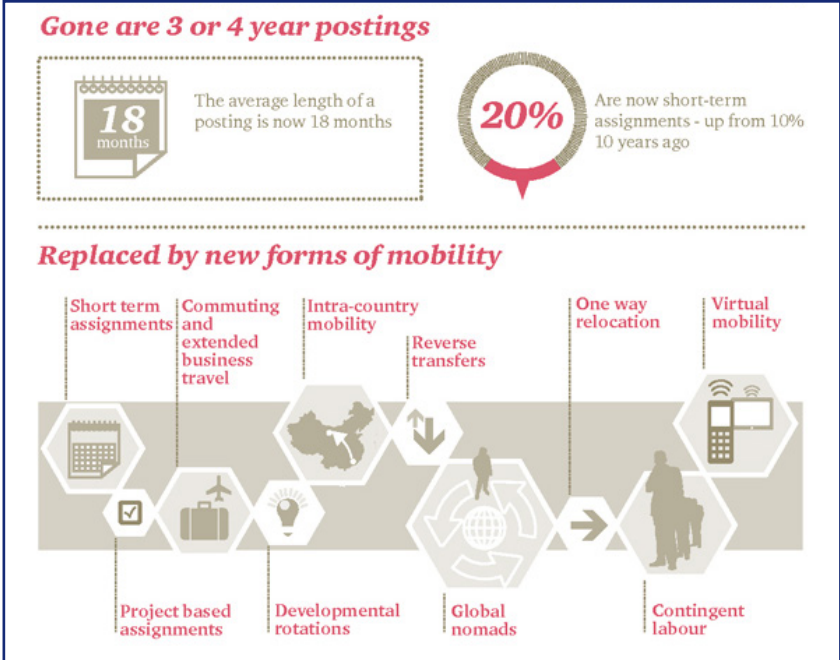 Gone are 3 or 4 year postings
18
months
The average length of a
posting is now 18 months
20%
Are now short-term
assignments - up from 10%
10 years ago
Replaced by new forms of mobility
Short term
assignments
Commuting
and
extended
business
travel
Intra-country
mobility
Reverse
transfers
One way
relocation
Virtual
mobility
Project based
assignments
Developmental
rotations
Global
nomads
Contingent
labour